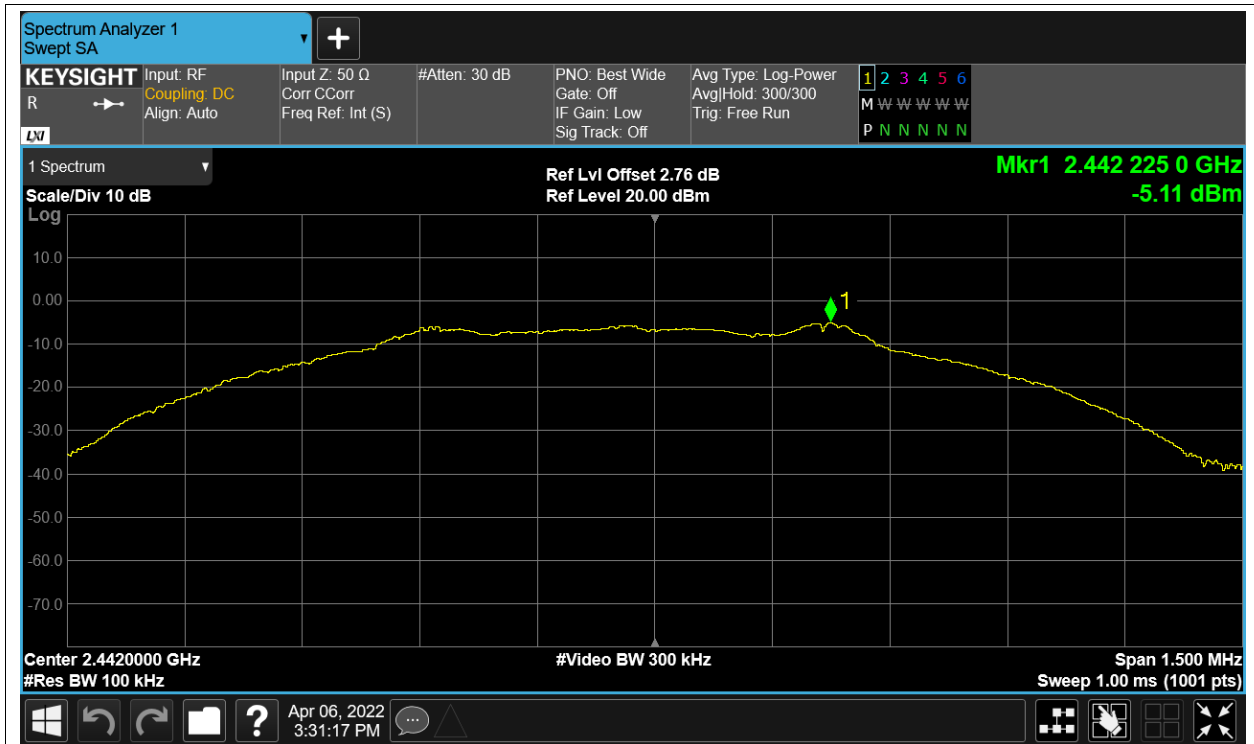 Spectrum Analyzer 1
Swept SA
+
KEYSIGHT
R
LXI
Input: RF
Coupling: DC
Align: Auto
Input Z: 50 Ω
Corr CCorr
Freq Ref: Int (S)
#Atten: 30 dB
PNO: Best Wide
Gate: Off
IF Gain: Low
Sig Track: Off
Avg Type: Log-Power
Avg|Hold: 300/300
Trig: Free Run
1 2 3 4 5 6
M W W W W W
P N N N N N
1 Spectrum
Scale/Div 10 dB
Log
Ref Lvl Offset 2.76 dB
Ref Level 20.00 dBm
Mkr1 2.442 225 0 GHz
-5.11 dBm
10.0
0.00
1
-10.0
-20.0
-30.0
-40.0
-50.0
-60.0
-70.0
Center 2.4420000 GHz
#Res BW 100 kHz
#Video BW 300 kHz
Span 1.500 MHz
Sweep 1.00 ms (1001 pts)
?
Apr 06, 2022
3:31:17 PM